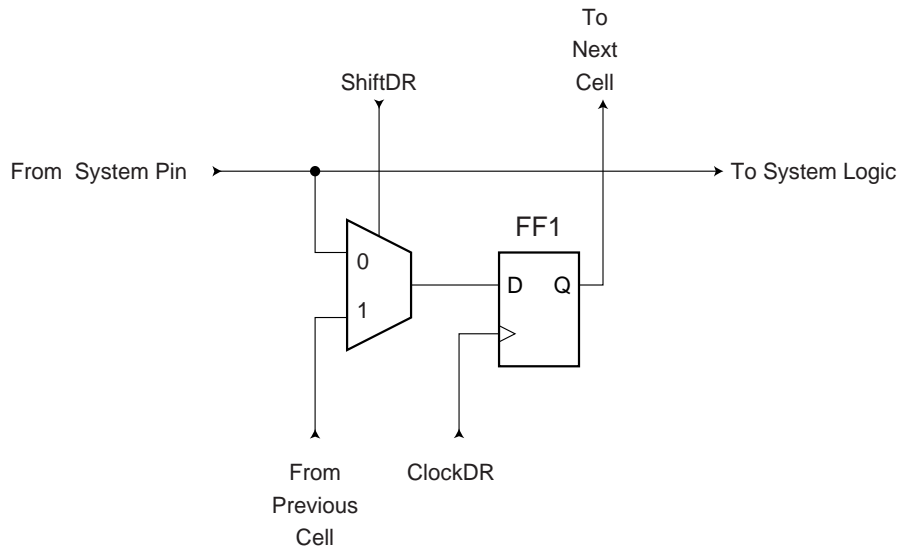 To
Next
Cell
ShiftDR
From System Pin
To System Logic
FF1
0
D Q
1
From
Previous
Cell
ClockDR